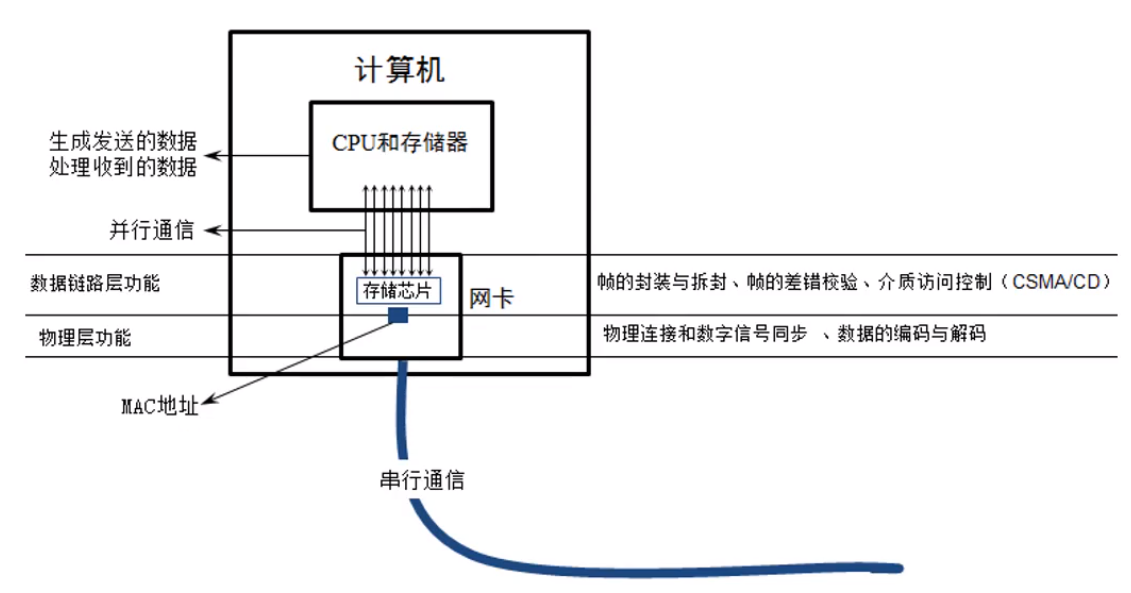 计算机
CPU和存储器
生成发送的数据
处理收到的数据
并行通信
数据链路层功能
存储芯片
网卡
帧的封装与拆封、帧的差错校验、介质访问控制（CSMA/CD）
物理层功能
物理连接和数字信号同步 、数据的编码与解码
MAC地址
串行通信